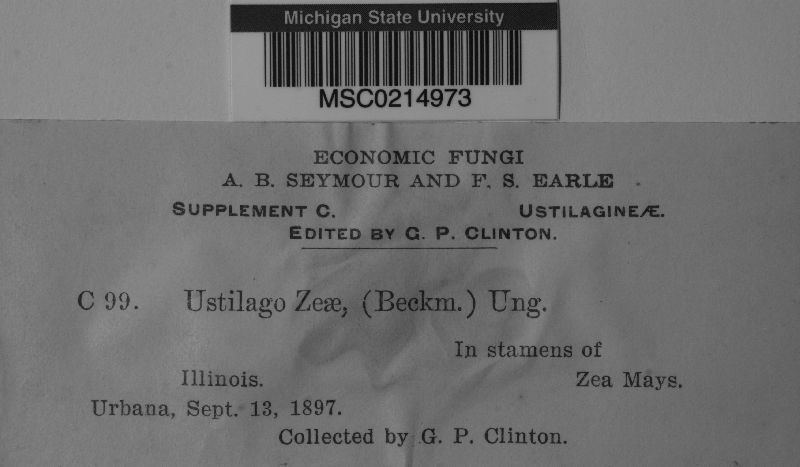 Michigan State University
MSC0214973
ECONOMIC FUNGI
A. B. SEYMOUR AND F. S. EARLE
SUPPLEMENT C. USTILAGINEÆ.
EDITED BY G. P. CLINTON.
C 99. Ustilago Zeæ, (Beckm.) Ung.
In stamens of
Illinois. Zea Mays.
Urbana, Sept. 13, 1897.
Collected by G. P. Clinton.